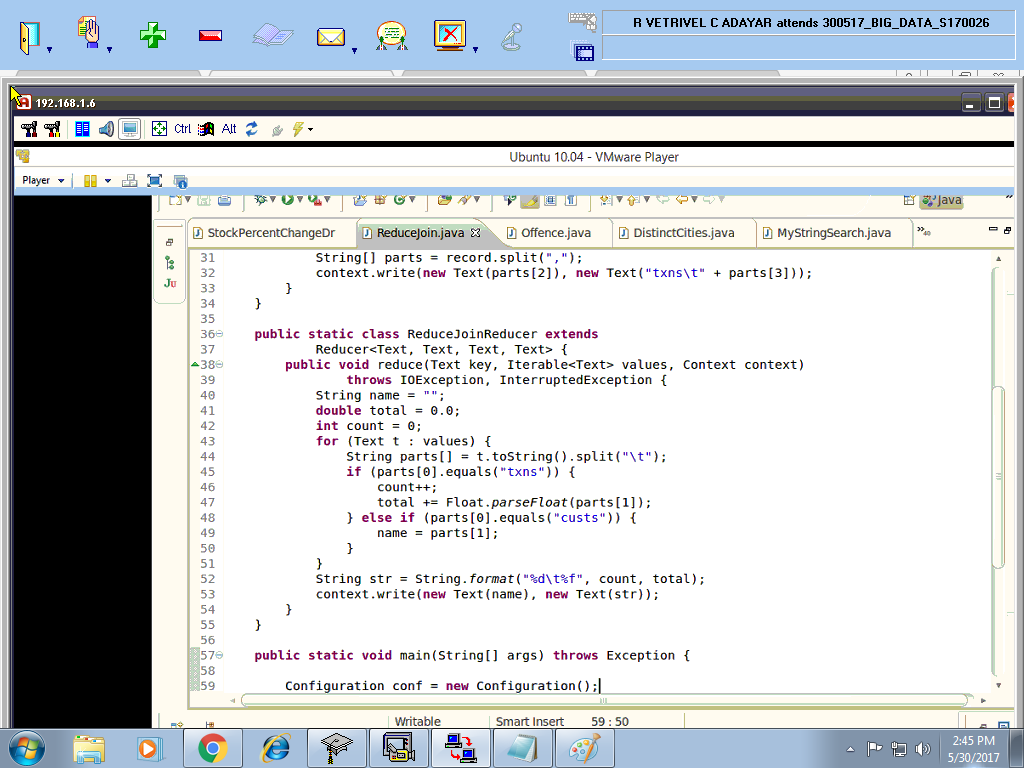 R VETRIVEL C ADAYAR attends 300517_BIG_DATA_S170026
192.168.1.6
Ctrl Alt
Ubuntu 10.04 - VMware Player
Player
Java
StockPercentChangeDr ReduceJoin.java Offence.java DistinctCities.java MyStringSearch.java »40
Ju
31 String[] parts = record.split(",");
32 context.write(new Text(parts[2]), new Text("txns\t" + parts[3]));
33 }
34 }
35
36 public static class ReduceJoinReducer extends
37 Reducer<Text, Text, Text, Text> {
38 public void reduce(Text key, Iterable<Text> values, Context context)
39 throws IOException, InterruptedException {
40 String name = "";
41 double total = 0.0;
42 int count = 0;
43 for (Text t : values) {
44 String parts[] = t.toString().split("\t");
45 if (parts[0].equals("txns")) {
46 count++;
47 total += Float.parseFloat(parts[1]);
48 } else if (parts[0].equals("custs")) {
49 name = parts[1];
50 }
51 }
52 String str = String.format("%d\t%f", count, total);
53 context.write(new Text(name), new Text(str));
54 }
55 }
56
57 public static void main(String[] args) throws Exception {
58
59 Configuration conf = new Configuration();
Writable Smart Insert 59 : 50
2:45 PM
5/30/2017